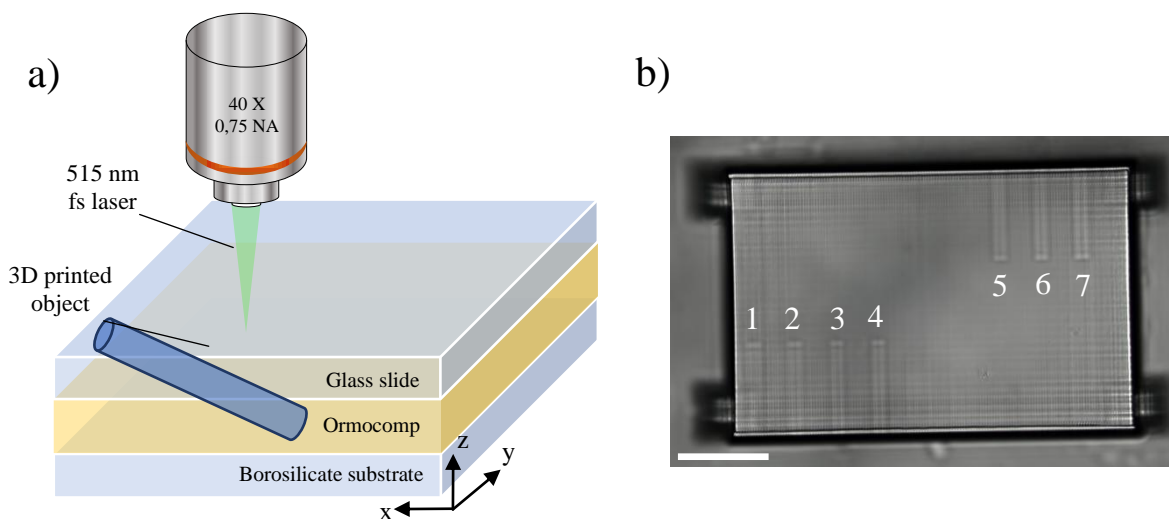 a)
40 X
0,75 NA
515 nm
fs laser
3D printed
object
Glass slide
Ormocomp
Borosilicate substrate
z
y
x
b)
1 2 3 4
5 6 7